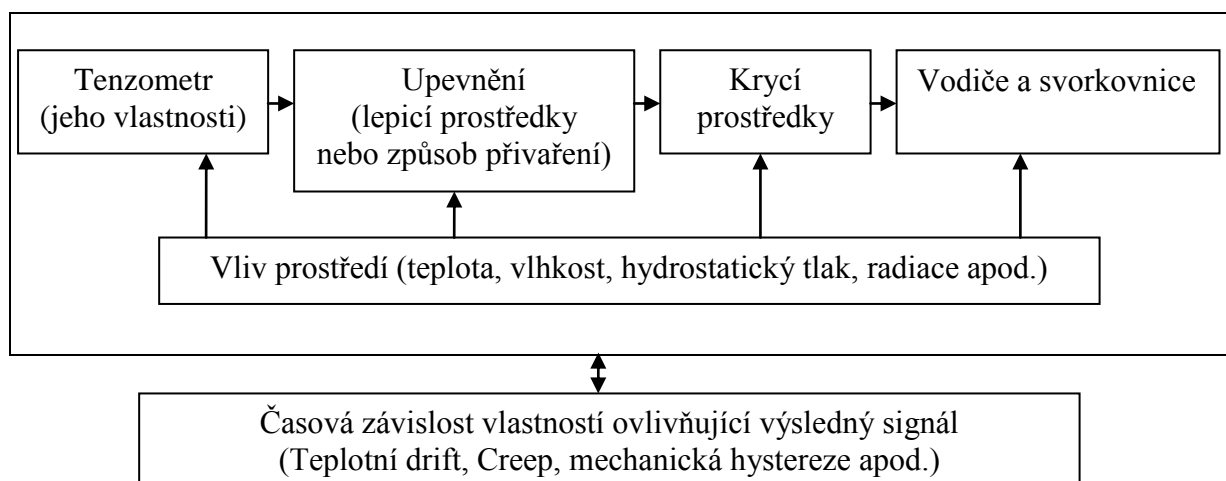 Tenzometr
(jeho vlastnosti)
Upevnění
(lepicí prostředky
nebo způsob přivaření)
Krycí
prostředky
Vodiče a svorkovnice
Vliv prostředí (teplota, vlhkost, hydrostatický tlak, radiace apod.)
Časová závislost vlastností ovlivňující výsledný signál
(Teplotní drift, Creep, mechanická hystereze apod.)